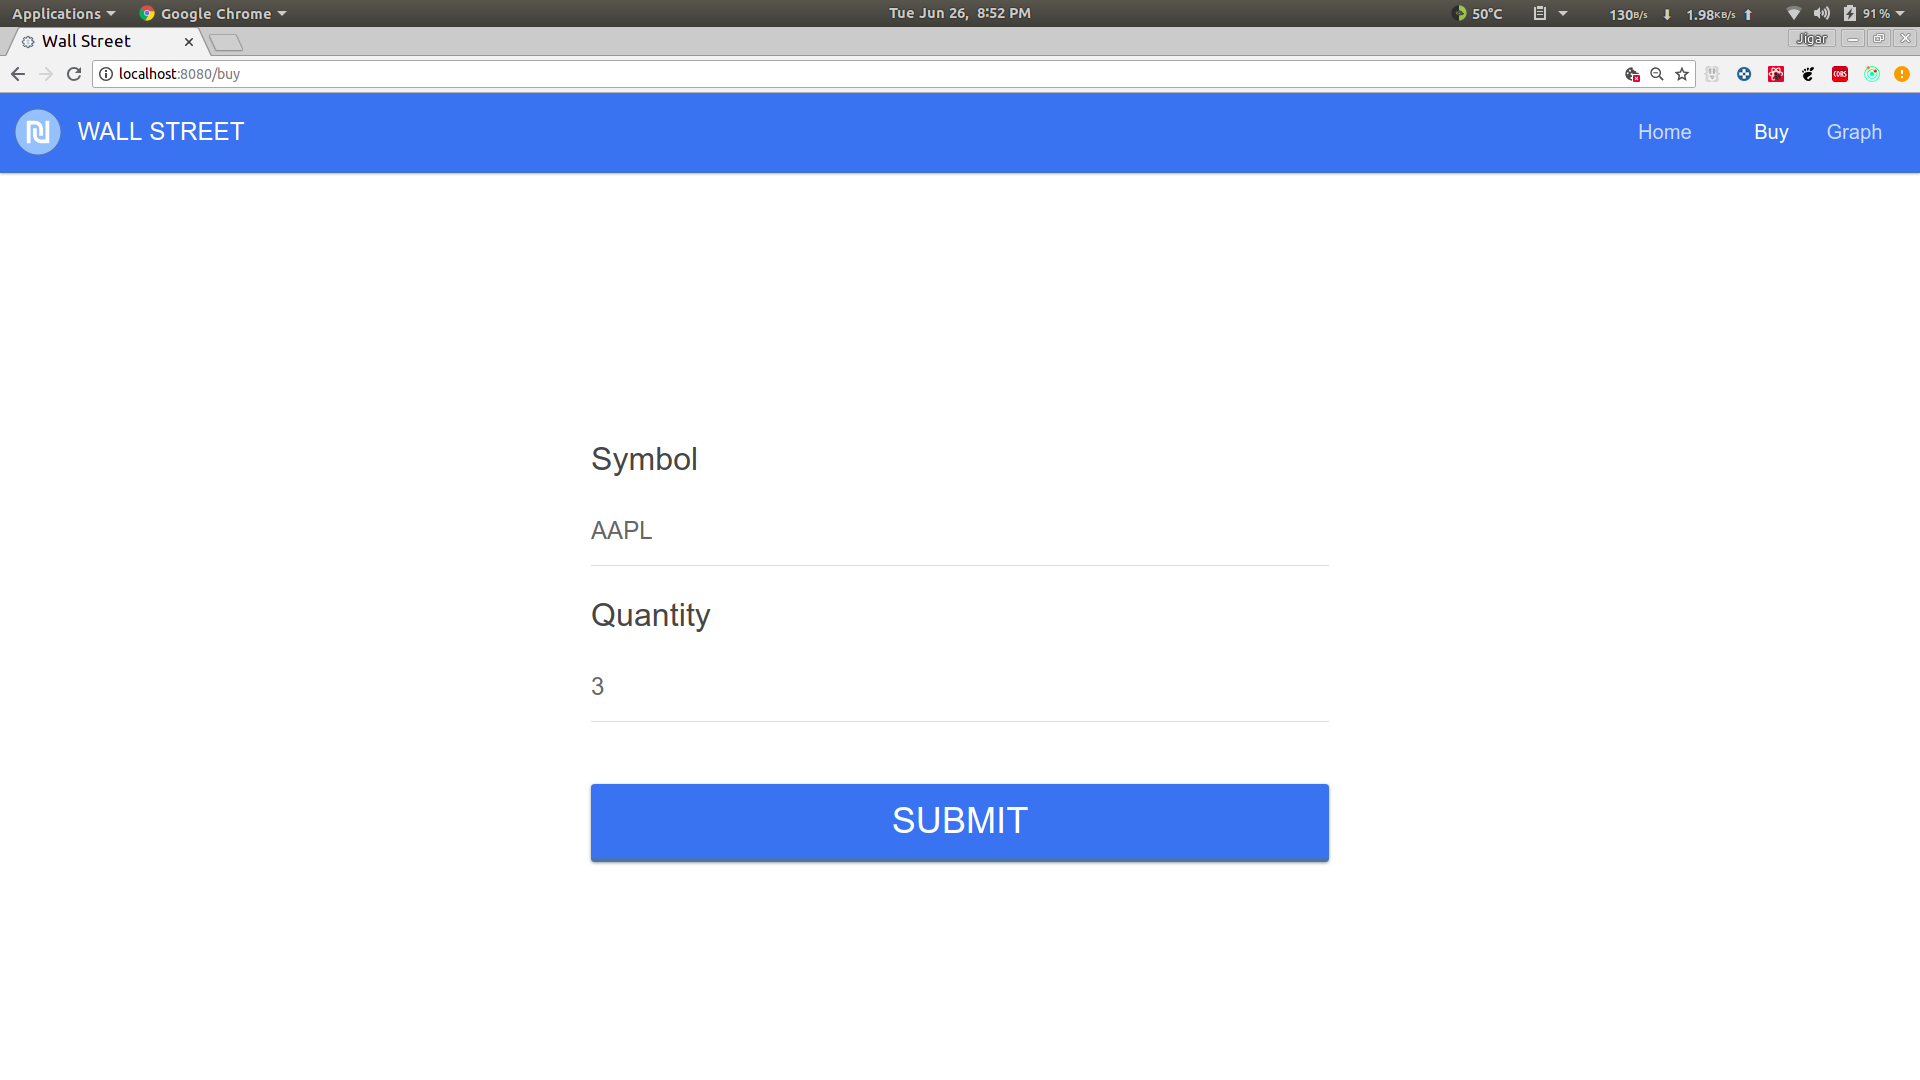 Applications Google Chrome Tue Jun 26, 8:52 PM 50°C 130B/s 1.98KB/s 91%
Wall Street Jigar
localhost:8080/buy CORS
WALL STREET Home Buy Graph
Symbol
AAPL
Quantity
3
SUBMIT